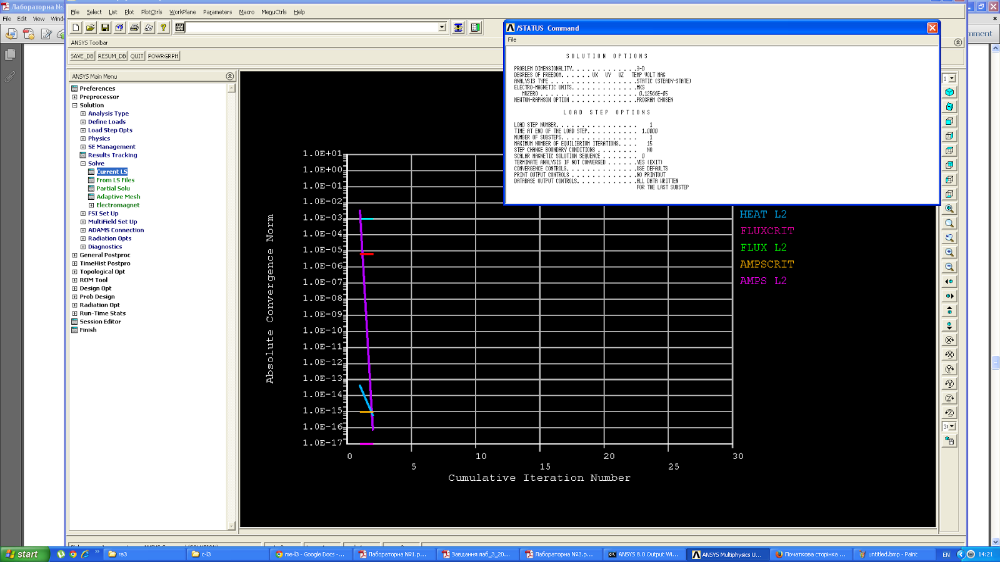 Лабораторна №
File Edit View Windo
File Select List Plot PlotCtrls WorkPlane Parameters Macro MenuCtrls Help
ANSYS Toolbar
SAVE_DB RESUM_DB QUIT POWRGRPH
ANSYS Main Menu
Preferences
Preprocessor
Solution
Analysis Type
Define Loads
Load Step Opts
Physics
SE Management
Results Tracking
Solve
Current LS
From LS Files
Partial Solu
Adaptive Mesh
Electromagnet
FSI Set Up
MultiField Set Up
ADAMS Connection
Radiation Opts
Diagnostics
General Postproc
TimeHist Postpro
Topological Opt
ROM Tool
Design Opt
Prob Design
Radiation Opt
Run-Time Stats
Session Editor
Finish
/STATUS Command
File
SOLUTION OPTIONS
PROBLEM DIMENSIONALITY. . . . . . . . . . . . .3-D
DEGREES OF FREEDOM. . . . . . UX UY UZ TEMP VOLT MAG
ANALYSIS TYPE . . . . . . . . . . . . . . . . .STATIC (STEADY-STATE)
ELECTRO-MAGNETIC UNITS. . . . . . . . . . . . .MKS
MUZERO . . . . . . . . . . . . . . . . . . . 0.12566E-05
NEWTON-RAPHSON OPTION . . . . . . . . . . . . .PROGRAM CHOSEN
LOAD STEP OPTIONS
LOAD STEP NUMBER. . . . . . . . . . . . . . . . 1
TIME AT END OF THE LOAD STEP. . . . . . . . . . 1.0000
NUMBER OF SUBSTEPS. . . . . . . . . . . . . . . 1
MAXIMUM NUMBER OF EQUILIBRIUM ITERATIONS. . . . 15
STEP CHANGE BOUNDARY CONDITIONS . . . . . . . . NO
SCALAR MAGNETIC SOLUTION SEQUENCE . . . . . . . 0
TERMINATE ANALYSIS IF NOT CONVERGED . . . . . .YES (EXIT)
CONVERGENCE CONTROLS. . . . . . . . . . . . . .USE DEFAULTS
PRINT OUTPUT CONTROLS . . . . . . . . . . . . .NO PRINTOUT
DATABASE OUTPUT CONTROLS. . . . . . . . . . . .ALL DATA WRITTEN
FOR THE LAST SUBSTEP
mment
1
Absolute Convergence Norm
1.0E+01
1.0E+00
1.0E-01
1.0E-02
1.0E-03
1.0E-04
1.0E-05
1.0E-06
1.0E-07
1.0E-08
1.0E-09
1.0E-10
1.0E-11
1.0E-12
1.0E-13
1.0E-14
1.0E-15
1.0E-16
1.0E-17
0 5 10 15 20 25 30
Cumulative Iteration Number
HEAT L2
FLUXCRIT
FLUX L2
AMPSCRIT
AMPS L2
start
re3
c-l3
me-l3 - Google Docs -...
Лабораторна №1.p...
Завдання лаб_3_20...
Лабораторна №3.p...
ANSYS 8.0 Output Wi...
ANSYS Multiphysics U...
Початкова сторінка ...
untitled.bmp - Paint
EN
14:21